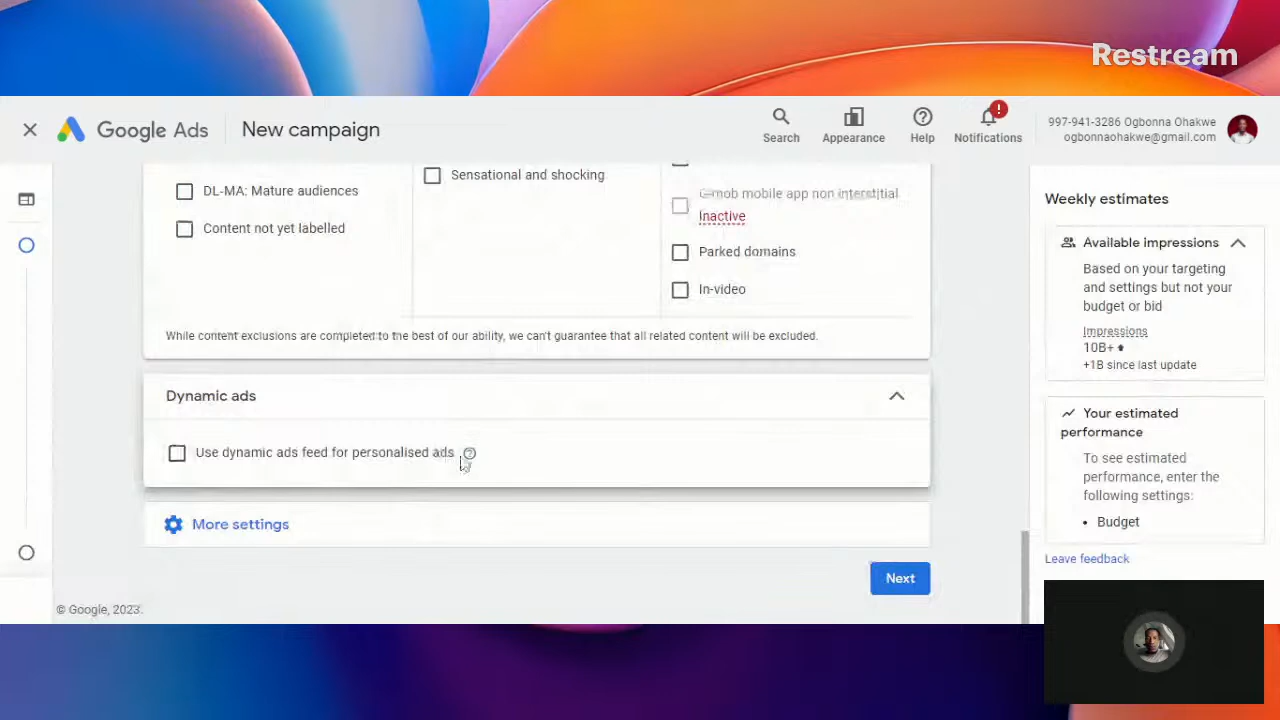 Restream
Google Ads
New campaign
Search
Appearance
Help
!
Notifications
997-941-3286 Ogbonna Ohakwe
ogbonnaohakwe@gmail.com
DL-MA: Mature audiences
Content not yet labelled
Sensational and shocking
G-mob mobile app non interstitial
Inactive
Parked domains
In-video
While content exclusions are completed to the best of our ability, we can't guarantee that all related content will be excluded.
Dynamic ads
Use dynamic ads feed for personalised ads
More settings
Next
© Google, 2023.
Weekly estimates
Available impressions
Based on your targeting
and settings but not your
budget or bid
Impressions
10B+
+1B since last update
Your estimated
performance
To see estimated
performance, enter the
following settings:
• Budget
Leave feedback